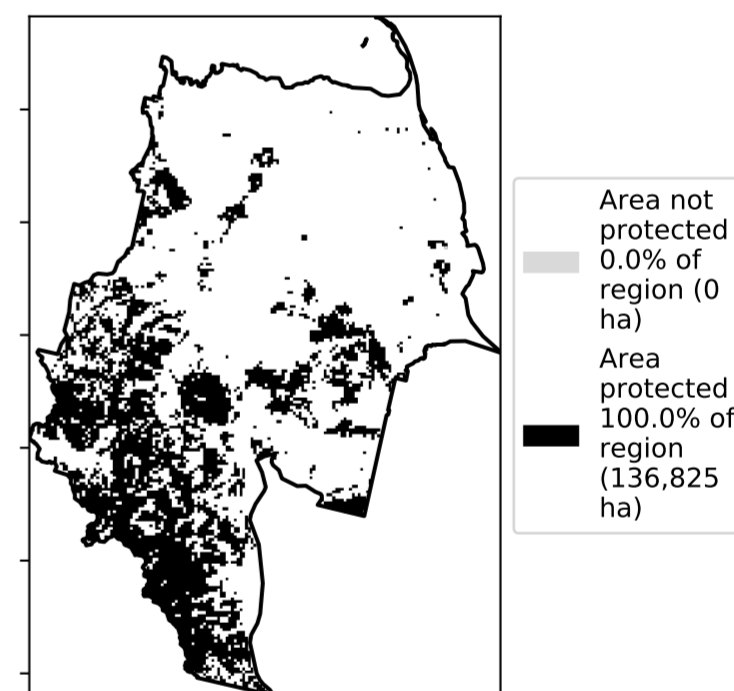 Area not
protected
0.0% of
region (0
ha)
Area
protected
100.0% of
region
(136,825
ha)